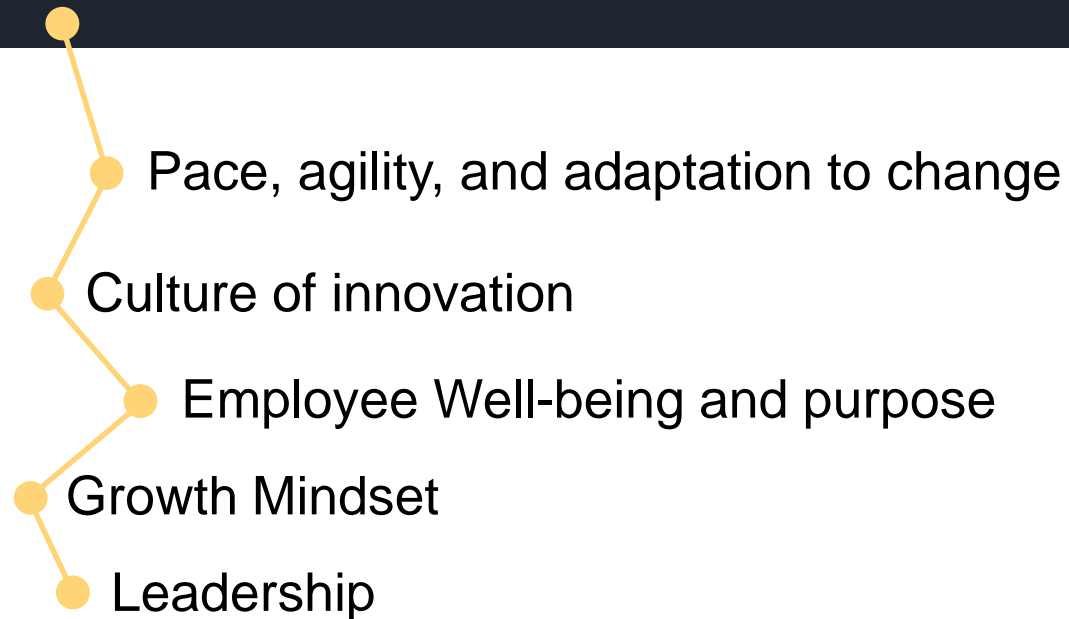 Pace, agility, and adaptation to change
Culture of innovation
Employee Well-being and purpose
Growth Mindset
Leadership